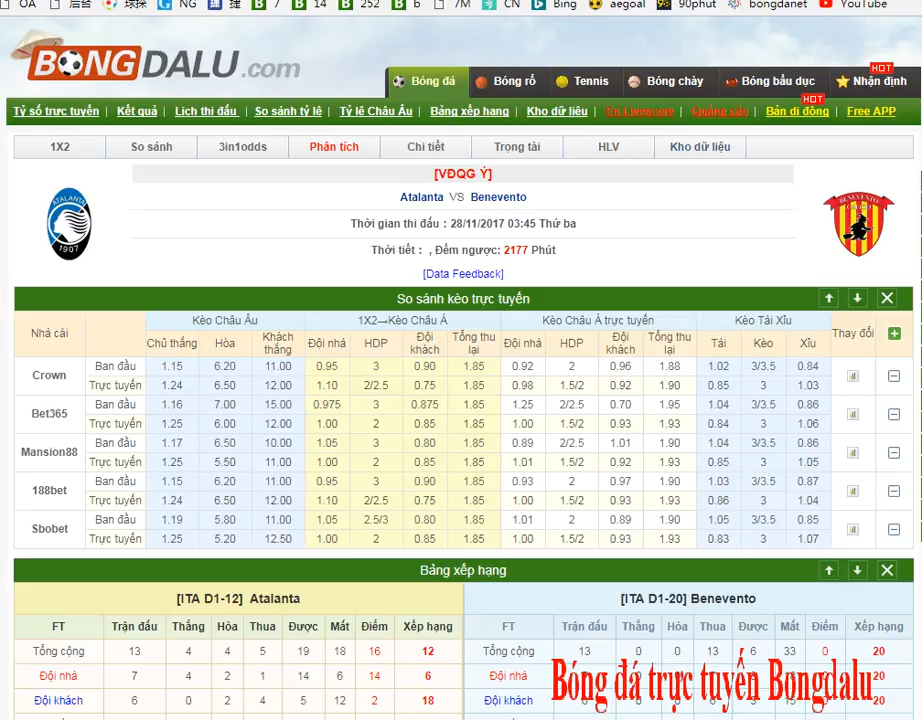 OA 后台 球探 NG 捷 捷 7 14 252 b 7M CN Bing aegoal 90phut bongdanet YouTube
BONGDALU.com
HOT
Bóng đá Bóng rổ Tennis Bóng chày Bóng bầu dục Nhận định
HOT
Tỷ số trực tuyến | Kết quả | Lịch thi đấu | So sánh tỷ lệ | Tỷ lệ Châu Âu | Bảng xếp hạng | Kho dữ liệu | Quảng cáo | Bản di động | Free APP
1X2 So sánh 3in1odds Phân tích Chi tiết Trọng tài HLV Kho dữ liệu
[VĐQG Ý]
Atalanta VS Benevento
Thời gian thi đấu : 28/11/2017 03:45 Thứ ba
Thời tiết : , Đếm ngược: 2177 Phút
[Data Feedback]
ATALANTA
1907
BENEVENTO
So sánh kèo trực tuyến
Nhà cái Kèo Châu Âu 1X2→Kèo Châu Á Kèo Châu Á trực tuyến Kèo Tài Xỉu Thay đổi
Chủ thắng Hòa Khách thắng Đội nhà HDP Đội khách Tổng thu lại Đội nhà HDP Đội khách Tổng thu lại Tài Kèo Xỉu
Crown Ban đầu 1.15 6.20 11.00 0.95 3 0.90 1.85 0.92 2 0.96 1.88 1.02 3/3.5 0.84
Trực tuyến 1.24 6.50 12.00 1.10 2/2.5 0.75 1.85 0.98 1.5/2 0.92 1.90 0.85 3 1.03
Bet365 Ban đầu 1.16 7.00 15.00 0.975 3 0.875 1.85 1.25 2/2.5 0.70 1.95 1.04 3/3.5 0.86
Trực tuyến 1.25 6.00 12.00 1.00 2 0.85 1.85 1.00 1.5/2 0.93 1.93 0.84 3 1.06
Mansion88 Ban đầu 1.17 6.50 10.00 1.05 3 0.80 1.85 0.89 2/2.5 1.01 1.90 1.04 3/3.5 0.86
Trực tuyến 1.25 5.50 11.00 1.00 2 0.85 1.85 1.01 1.5/2 0.92 1.93 0.85 3 1.05
188bet Ban đầu 1.15 6.20 11.00 0.95 3 0.90 1.85 0.93 2 0.97 1.90 1.03 3/3.5 0.87
Trực tuyến 1.24 6.50 12.00 1.10 2/2.5 0.75 1.85 1.00 1.5/2 0.93 1.93 0.86 3 1.04
Sbobet Ban đầu 1.19 5.80 11.00 1.05 2.5/3 0.80 1.85 1.01 2 0.89 1.90 1.05 3/3.5 0.85
Trực tuyến 1.25 5.20 12.50 1.00 2 0.85 1.85 1.00 1.5/2 0.93 1.93 0.83 3 1.07
Bảng xếp hạng
[ITA D1-12] Atalanta [ITA D1-20] Benevento
FT Trận đấu Thắng Hòa Thua Được Mất Điểm Xếp hạng FT Trận đấu Thắng Hòa Thua Được Mất Điểm Xếp hạng
Tổng cộng 13 4 4 5 19 18 16 12 Tổng cộng 13 0 0 13 6 33 0 20
Đội nhà 7 4 2 1 14 6 14 6 Đội nhà 20
Đội khách 6 0 2 4 5 12 2 18 Đội khách 20
Bóng đá trực tuyến Bongdalu